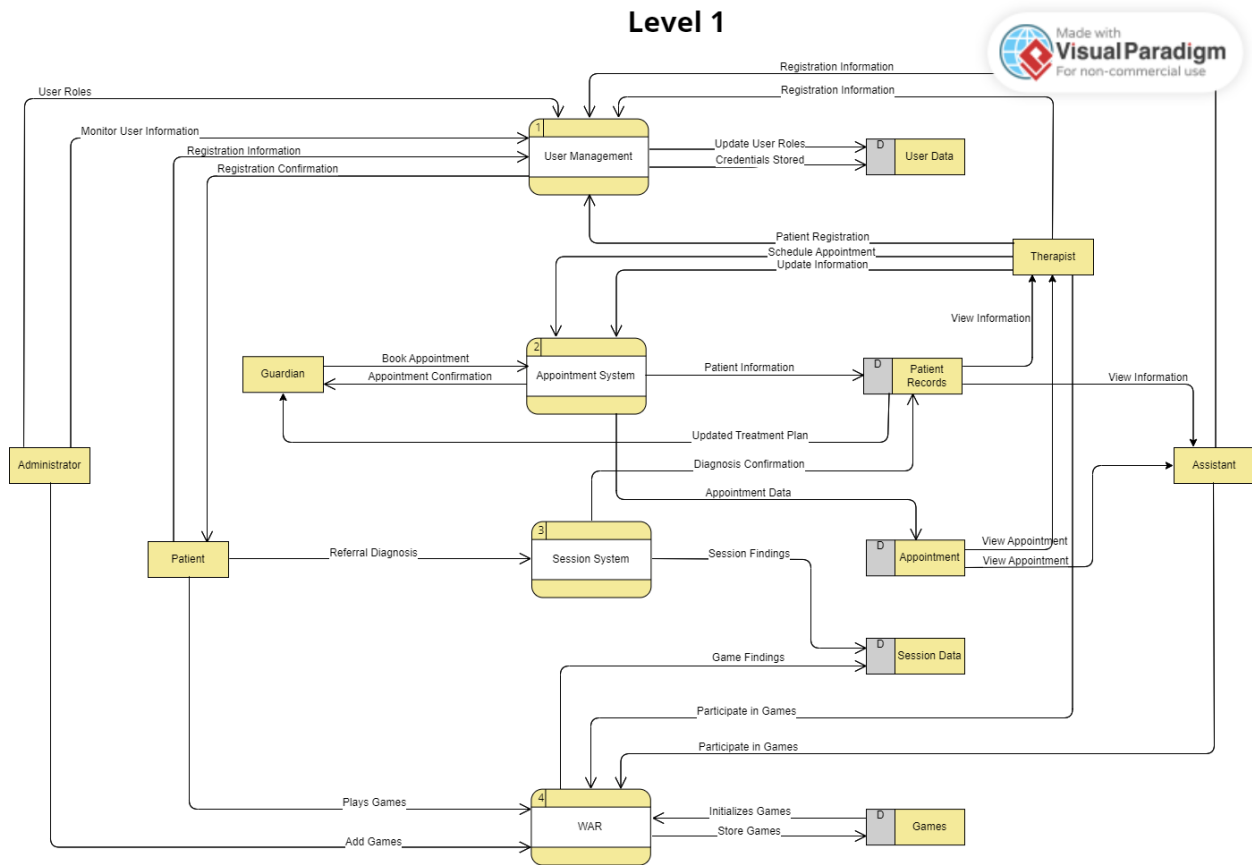 Level 1
Made with
Visual Paradigm
For non-commercial use
Registration Information
User Roles
Registration Information
Monitor User Information
1
User Management
Update User Roles
Credentials Stored
D
User Data
Registration Information
Registration Confirmation
Patient Registration
Schedule Appointment
Update Information
Therapist
View Information
2
Appointment System
Guardian
Book Appointment
Appointment Confirmation
Patient Information
D
Patient
Records
View Information
Updated Treatment Plan
Administrator
Diagnosis Confirmation
Assistant
Appointment Data
3
Session System
Patient
Referral Diagnosis
Session Findings
D
Appointment
View Appointment
View Appointment
D
Session Data
Game Findings
Participate in Games
Participate in Games
4
WAR
Plays Games
Add Games
Initializes Games
Store Games
D
Games